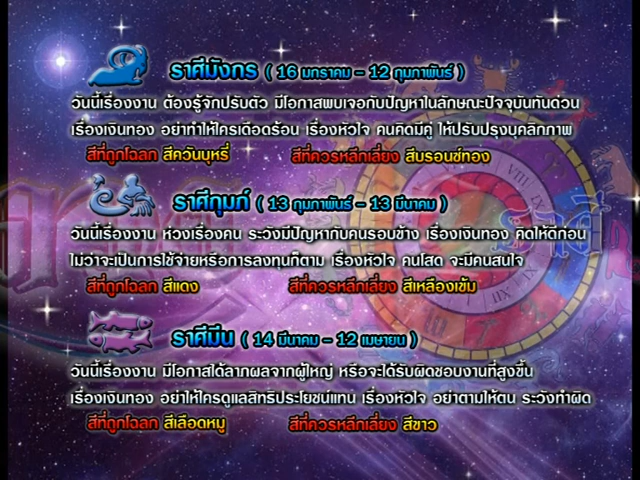 ราศีมังกร ( 16 มกราคม – 12 กุมภาพันธ์ )
วันนี้เรื่องงาน ต้องรู้จักปรับตัว มีโอกาสพบเจอกับปัญหาในลักษณะปัจจุบันทันด่วน
เรื่องเงินทอง อย่าทำให้ใครเดือดร้อน เรื่องหัวใจ คนคิดมีคู่ ให้ปรับปรุงบุคลิกภาพ
สีที่ถูกโฉลก สีควันบุหรี่ สีที่ควรหลีกเลี่ยง สีบรอนซ์ทอง
ราศีกุมภ์ ( 13 กุมภาพันธ์ – 13 มีนาคม )
วันนี้เรื่องงาน ห่วงเรื่องคน ระวังมีปัญหากับคนรอบข้าง เรื่องเงินทอง คิดให้ดีก่อน
ไม่ว่าจะเป็นการใช้จ่ายหรือการลงทุนก็ตาม เรื่องหัวใจ คนโสด จะมีคนสนใจ
สีที่ถูกโฉลก สีแดง สีที่ควรหลีกเลี่ยง สีเหลืองเข้ม
ราศีมีน ( 14 มีนาคม – 12 เมษายน )
วันนี้เรื่องงาน มีโอกาสได้ลาภผลจากผู้ใหญ่ หรือจะได้รับผิดชอบงานที่สูงขึ้น
เรื่องเงินทอง อย่าให้ใครดูแลสิทธิประโยชน์แทน เรื่องหัวใจ อย่าตามให้ตน ระวังทำผิด
สีที่ถูกโฉลก สีเลือดหมู สีที่ควรหลีกเลี่ยง สีขาว